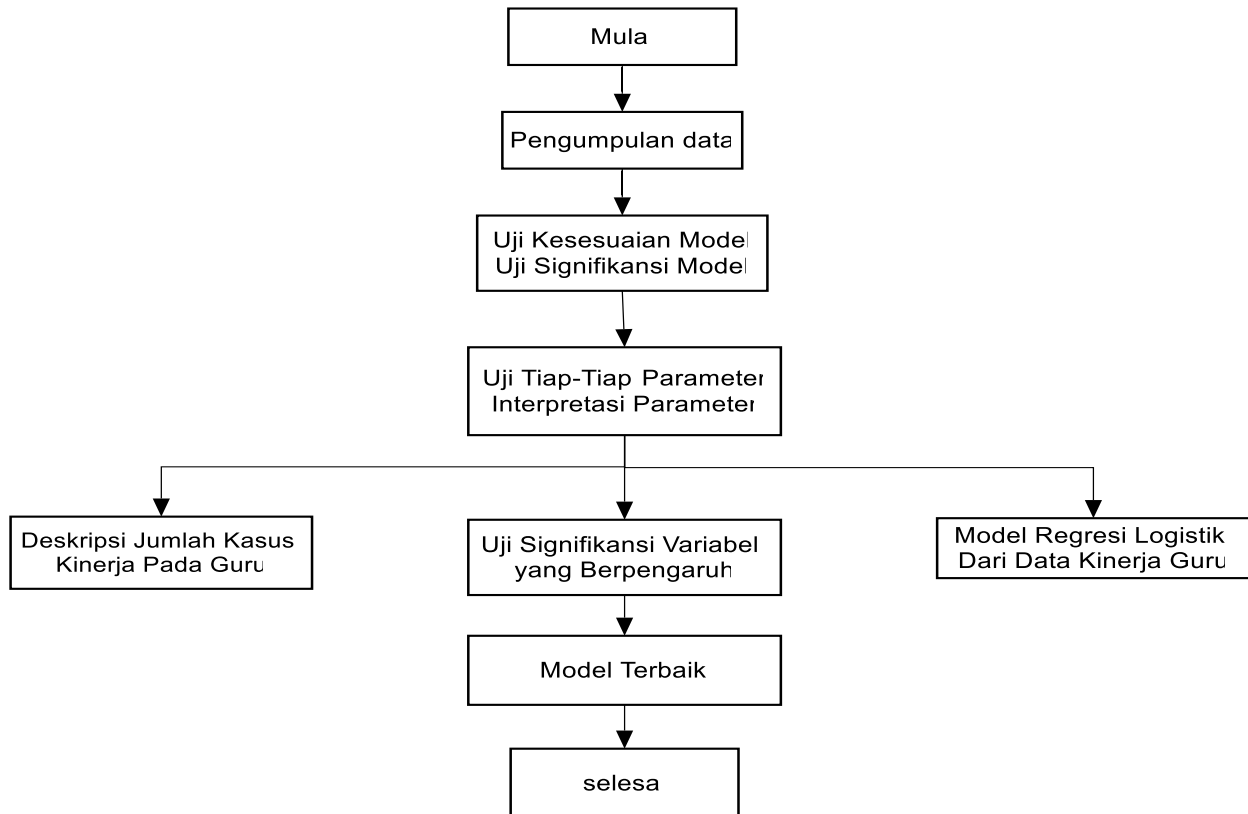 Mula
Pengumpulan data
Uji Kesesuaian Model
Uji Signifikansi Model
Uji Tiap-Tiap Parameter
Interpretasi Parameter
Deskripsi Jumlah Kasus
Kinerja Pada Guru
Uji Signifikansi Variabel
yang Berpengaruh
Model Regresi Logistik
Dari Data Kinerja Guru
Model Terbaik
selesa